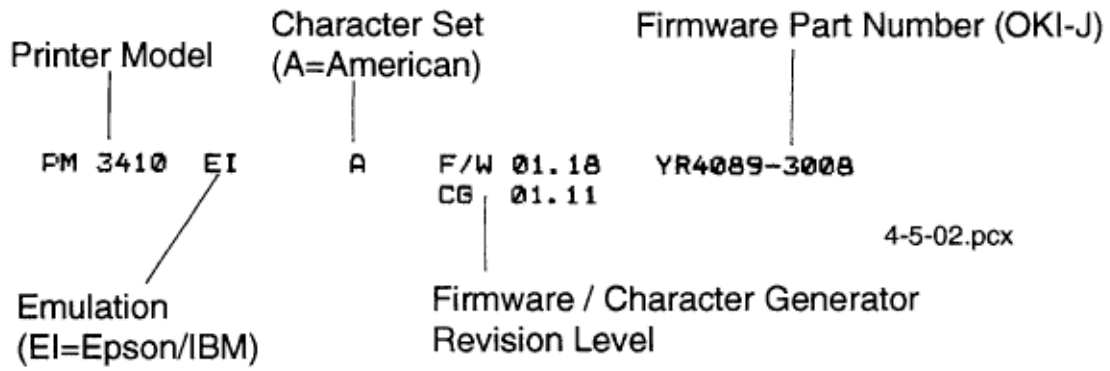 Character Set
(A=American)
Firmware Part Number (OKI-J)
Printer Model
PM 3410 EI A F/W 01.18 YR4089-3008
CG 01.11
4-5-02.pcx
Emulation
(EI=Epson/IBM)
Firmware / Character Generator
Revision Level